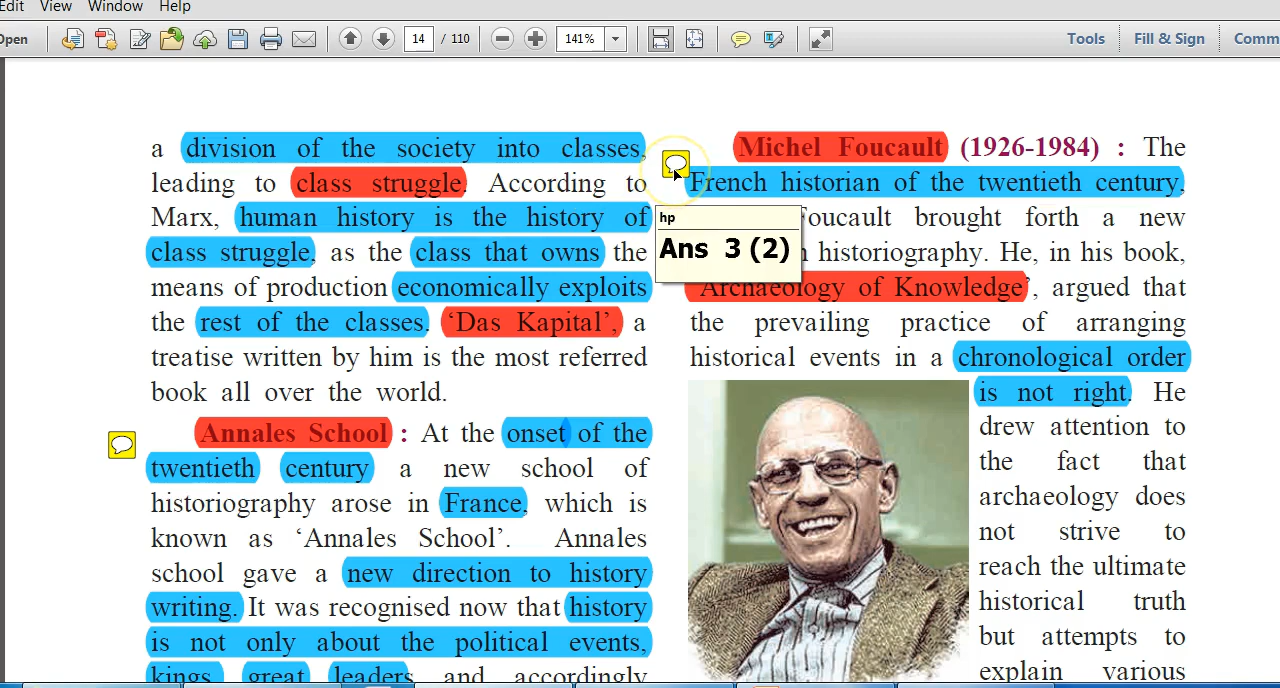 Edit View Window Help
Open 14 / 110 141% Tools Fill & Sign Comm
a division of the society into classes,
leading to class struggle. According to
Marx, human history is the history of
class struggle, as the class that owns the
means of production economically exploits
the rest of the classes. ‘Das Kapital’, a
treatise written by him is the most referred
book all over the world.
Annales School : At the onset of the
twentieth century a new school of
historiography arose in France, which is
known as ‘Annales School’. Annales
school gave a new direction to history
writing. It was recognised now that history
is not only about the political events,
kings, great leaders and accordingly
Michel Foucault (1926-1984) : The
French historian of the twentieth century,
hp
Ans 3 (2)
Foucault brought forth a new
historiography. He, in his book,
‘Archaeology of Knowledge’, argued that
the prevailing practice of arranging
historical events in a chronological order
is not right. He
drew attention to
the fact that
archaeology does
not strive to
reach the ultimate
historical truth
but attempts to
explain various